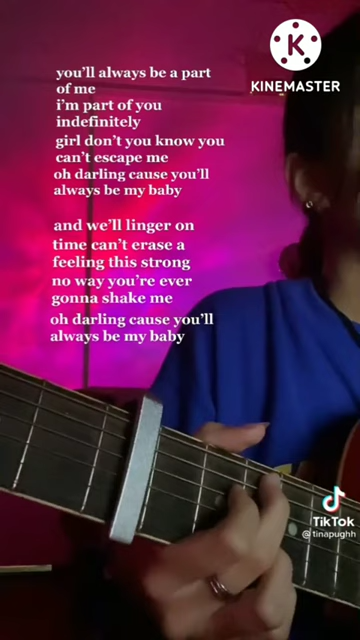 you'll always be a part
of me
i'm part of you
indefinitely
girl don't you know you
can't escape me
oh darling cause you'll
always be my baby
and we'll linger on
time can't erase a
feeling this strong
no way you're ever
gonna shake me
oh darling cause you'll
always be my baby
K
KINEMASTER
TikTok
@tinapughh